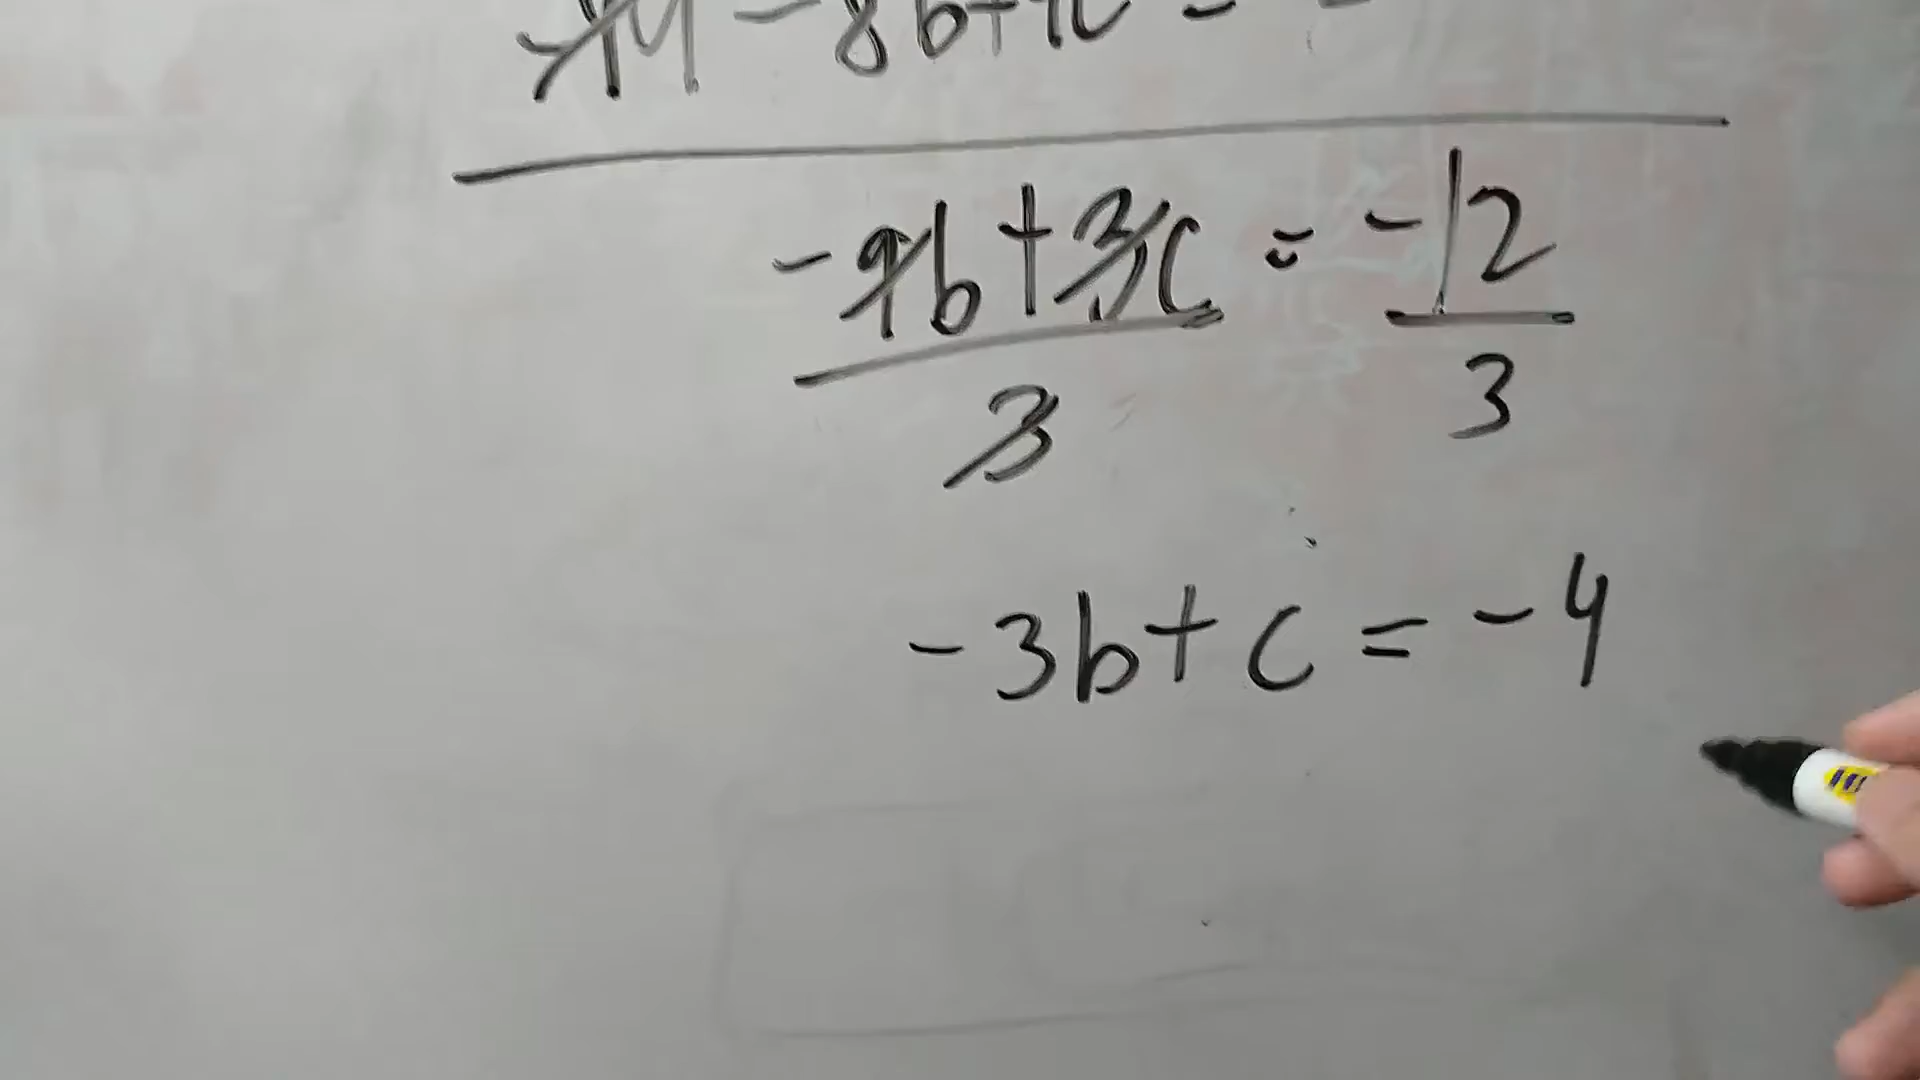 - 8b+
-9b+3c = -12
3 3
-3b+c = -4